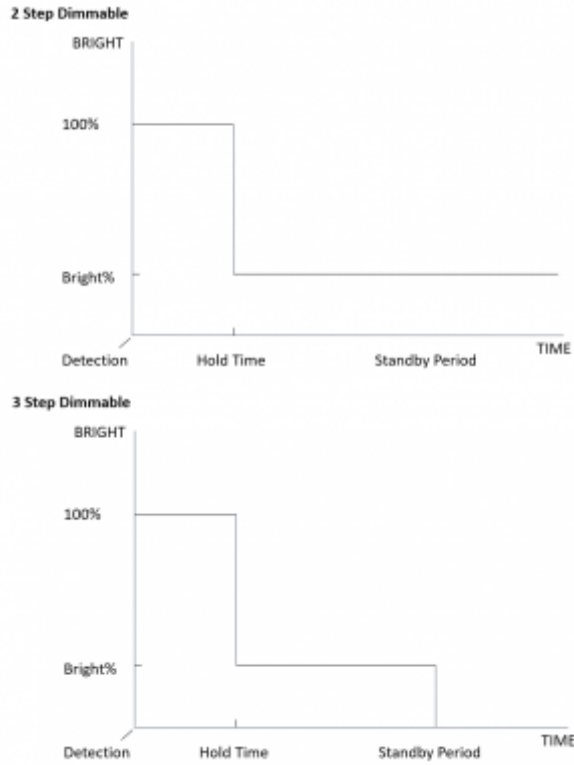 2 Step Dimmable
BRIGHT
100%
Bright%
TIME
Detection Hold Time Standby Period
3 Step Dimmable
BRIGHT
100%
Bright%
TIME
Detection Hold Time Standby Period